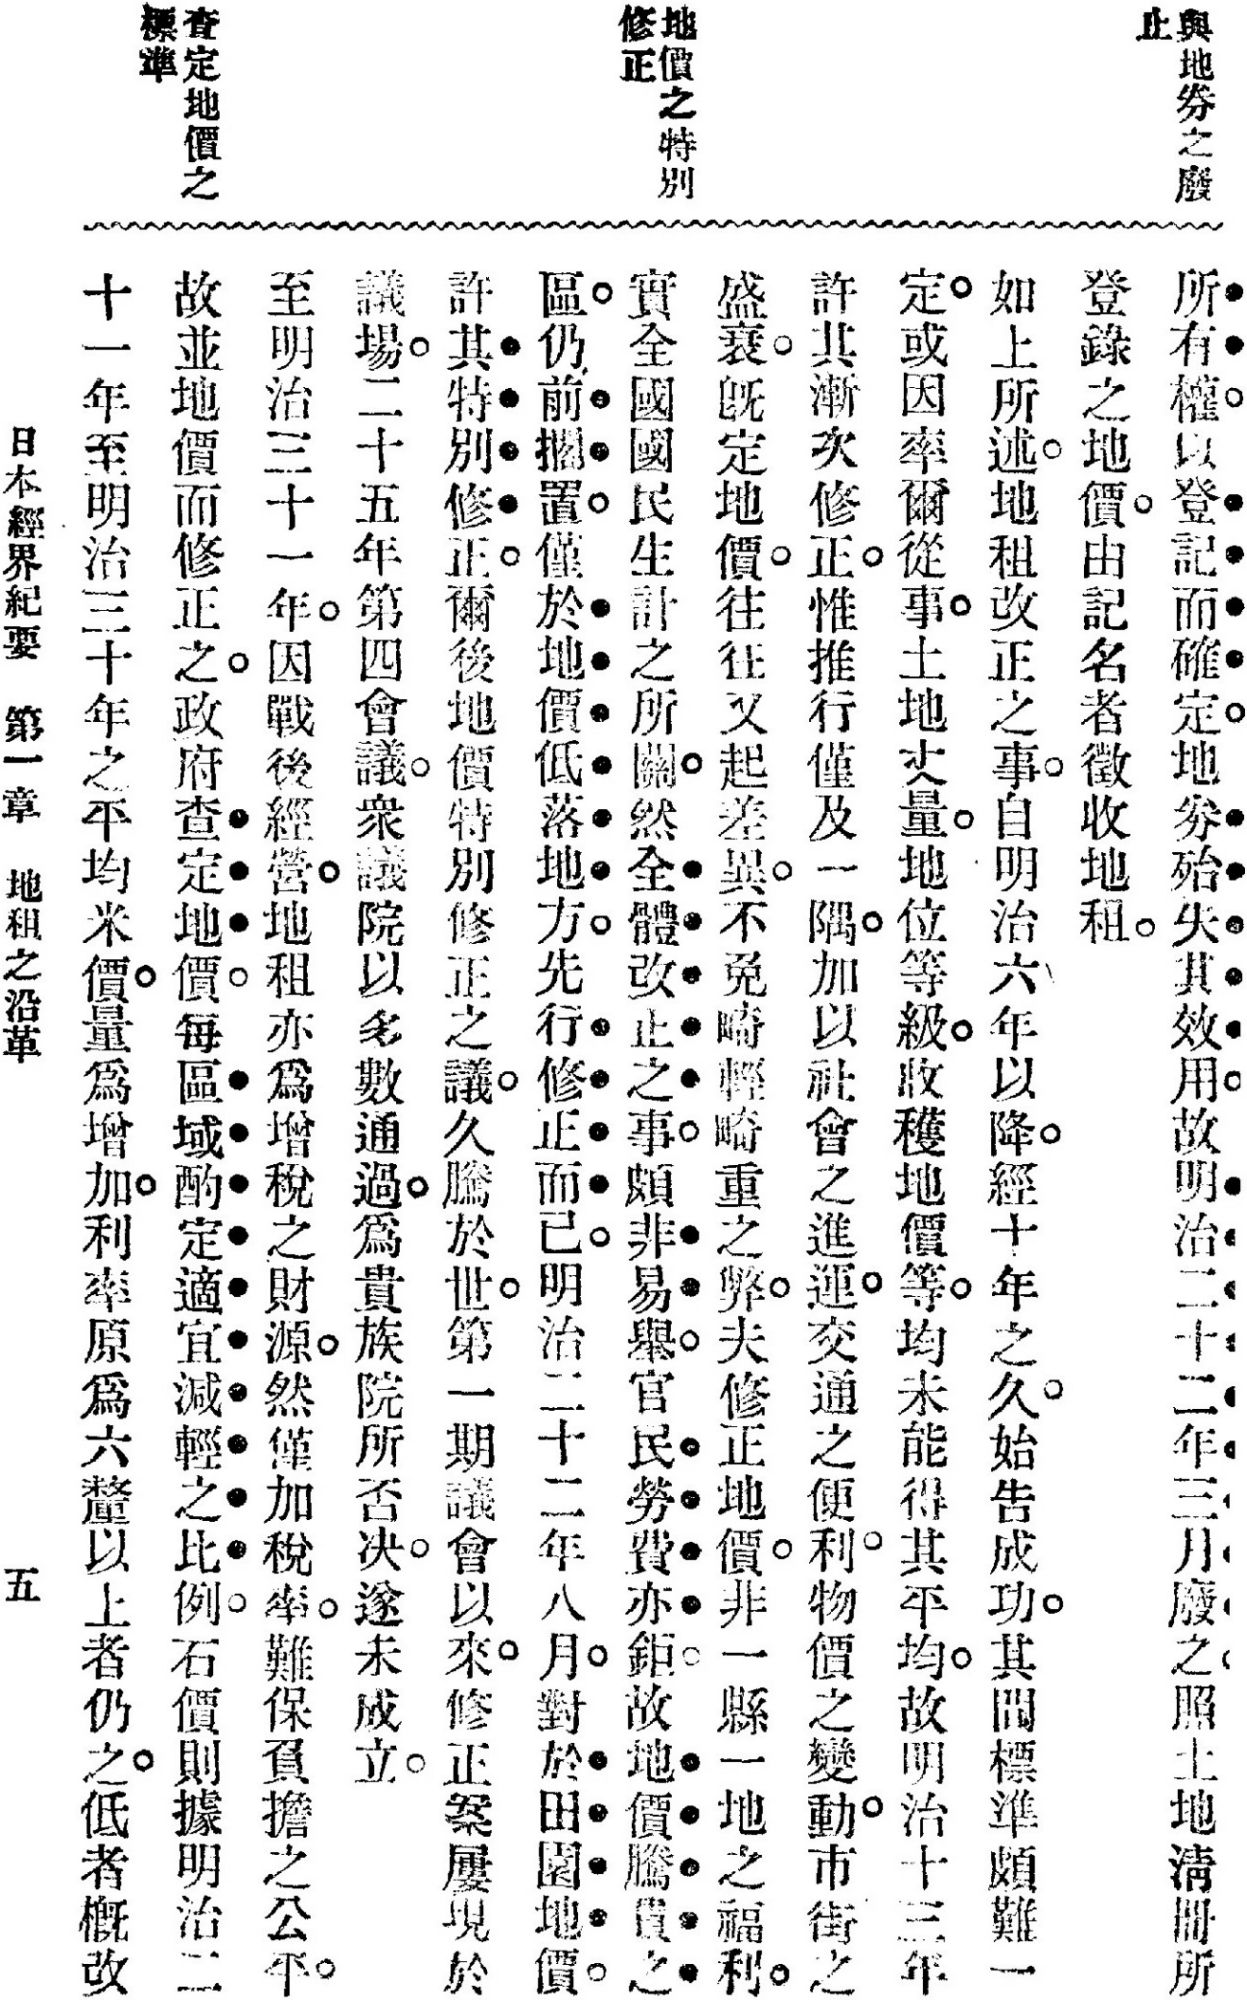 與地券之廢
止
地價之特別
修正
查定地價之
標準
所有權。以登記而確定。地券殆失其效用。故明治二十二年三月廢之。照土地淸冊所
登錄之地價。由記名者徵收地租。
如上所述。地租改正之事。自明治六年以降。經十年之久。始吿成功。其間標準頗難一
定。或因率爾從事。土地丈量。地位等級。收穫地價等。均未能得其平均。故明治十三年
許其漸次修正。惟推行僅及一隅。加以社會之進運。交通之便利。物價之變動。市街之
盛衰。旣定地價。往往又起差異。不免畸輕畸重之弊。夫修正地價。非一縣一地之福利。
實全國國民生計之所關。然全體改正之事。頗非易舉。官民勞費亦鉅。故地價騰貴之
區。仍前擱置。僅於地價低落地方。先行修正而已。明治二十二年八月。對於田園地價。
許其特別修正。爾後地價特別修正之議。久騰於世。第一期議會以來。修正案屢現於
議場。二十五年第四會議。衆議院以多數通過。爲貴族院所否決。遂未成立。
至明治三十一年。因戰後經營。地租亦爲增稅之財源。然僅加稅率。難保負擔之公平。
故並地價而修正之。政府查定地價。每區域酌定適宜減輕之比例。石價則據明治二
十一年至明治三十年之平均米價。量爲增加。利率原爲六釐以上者仍之。低者槪改
日本經界紀要　第一章　地租之沿革
五